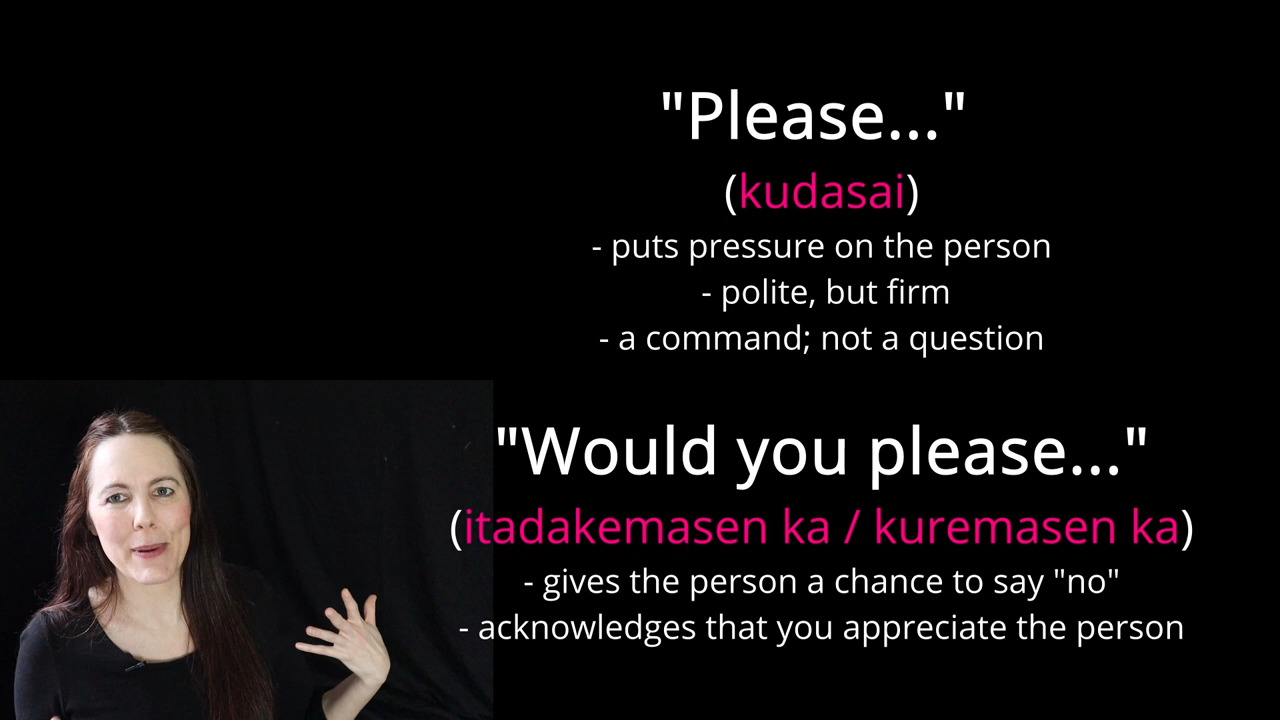 "Please..."
(kudasai)
- puts pressure on the person
- polite, but firm
- a command; not a question
"Would you please..."
(itadakemasen ka / kuremasen ka)
- gives the person a chance to say "no"
- acknowledges that you appreciate the person